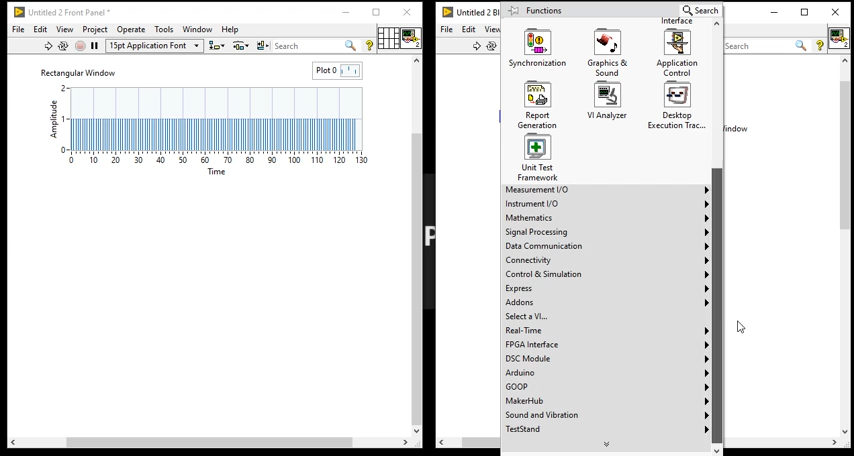 Untitled 2 Front Panel *
File Edit View Project Operate Tools Window Help
15pt Application Font
Search
2
Rectangular Window
Plot 0
Amplitude
2
1
0
0 10 20 30 40 50 60 70 80 90 100 110 120 130
Time
P
Untitled 2 Bl
File Edit View
Search
2
Window
Functions
Search
Interface
Synchronization
Graphics &
Sound
Application
Control
Report
Generation
VI Analyzer
Desktop
Execution Trac...
Unit Test
Framework
Measurement I/O
Instrument I/O
Mathematics
Signal Processing
Data Communication
Connectivity
Control & Simulation
Express
Addons
Select a VI...
Real-Time
FPGA Interface
DSC Module
Arduino
GOOP
MakerHub
Sound and Vibration
TestStand